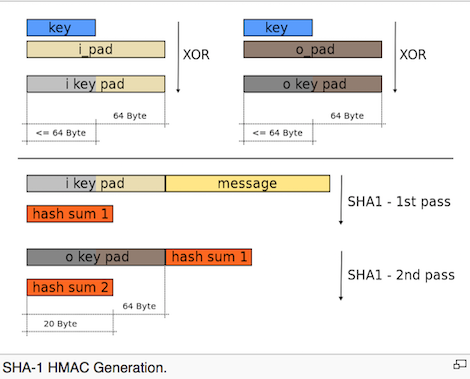 key
i_pad
XOR
i key pad
64 Byte
<= 64 Byte
key
o_pad
XOR
o key pad
64 Byte
<= 64 Byte
i key pad message
hash sum 1
SHA1 - 1st pass
o key pad hash sum 1
hash sum 2
SHA1 - 2nd pass
64 Byte
20 Byte
SHA-1 HMAC Generation.